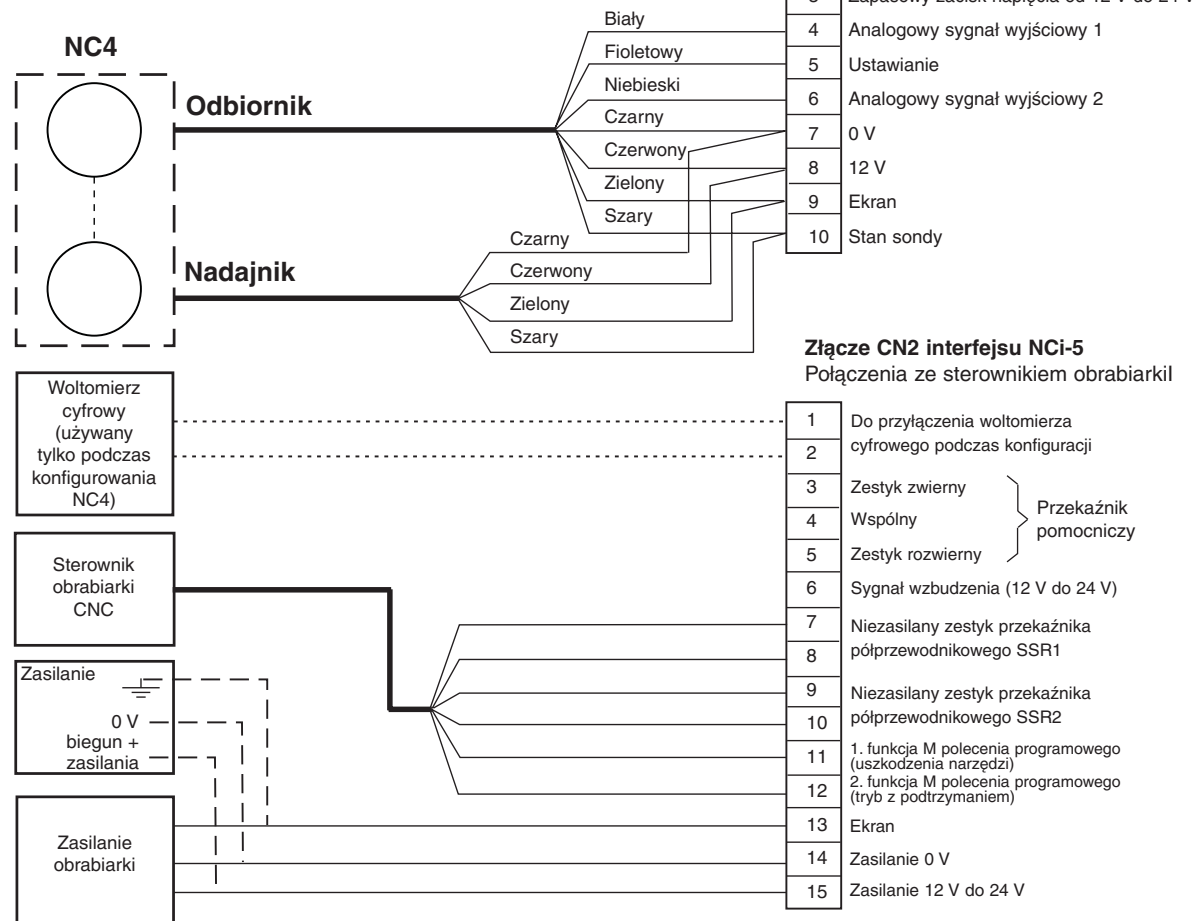 3 Zapasowy zacisk napięcia od 12 V do 24 V
NC4
Biały
4 Analogowy sygnał wyjściowy 1
Fioletowy
5 Ustawianie
Niebieski
6 Analogowy sygnał wyjściowy 2
Odbiornik
Czarny
7 0 V
Czerwony
8 12 V
Zielony
9 Ekran
Szary
10 Stan sondy
Nadajnik
Czarny
Czerwony
Zielony
Szary
Złącze CN2 interfejsu NCi-5
Połączenia ze sterownikiem obrabiarkil
Woltomierz
cyfrowy
(używany
tylko podczas
konfigurowania
NC4)
1 Do przyłączenia woltomierza
2 cyfrowego podczas konfiguracji
3 Zestyk zwierny
4 Wspólny
5 Zestyk rozwierny
Przekaźnik
pomocniczy
6 Sygnał wzbudzenia (12 V do 24 V)
Sterownik
obrabiarki
CNC
7 Niezasilany zestyk przekaźnika
8 półprzewodnikowego SSR1
9 Niezasilany zestyk przekaźnika
10 półprzewodnikowego SSR2
11 1. funkcja M polecenia programowego
(uszkodzenia narzędzi)
12 2. funkcja M polecenia programowego
(tryb z podtrzymaniem)
Zasilanie
0 V
biegun +
zasilania
13 Ekran
14 Zasilanie 0 V
15 Zasilanie 12 V do 24 V
Zasilanie
obrabiarki